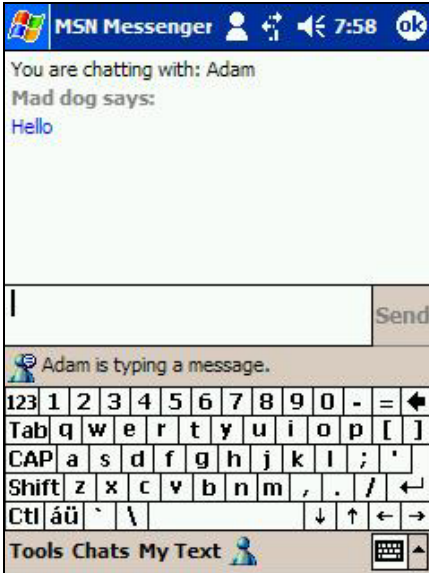 MSN Messenger 7:58 ok
You are chatting with: Adam
Mad dog says:
Hello
Send
Adam is typing a message.
123 1 2 3 4 5 6 7 8 9 0 - =
Tab q w e r t y u i o p [ ]
CAP a s d f g h j k l ; '
Shift z x c v b n m , . /
Ctl áü ` \
Tools Chats My Text